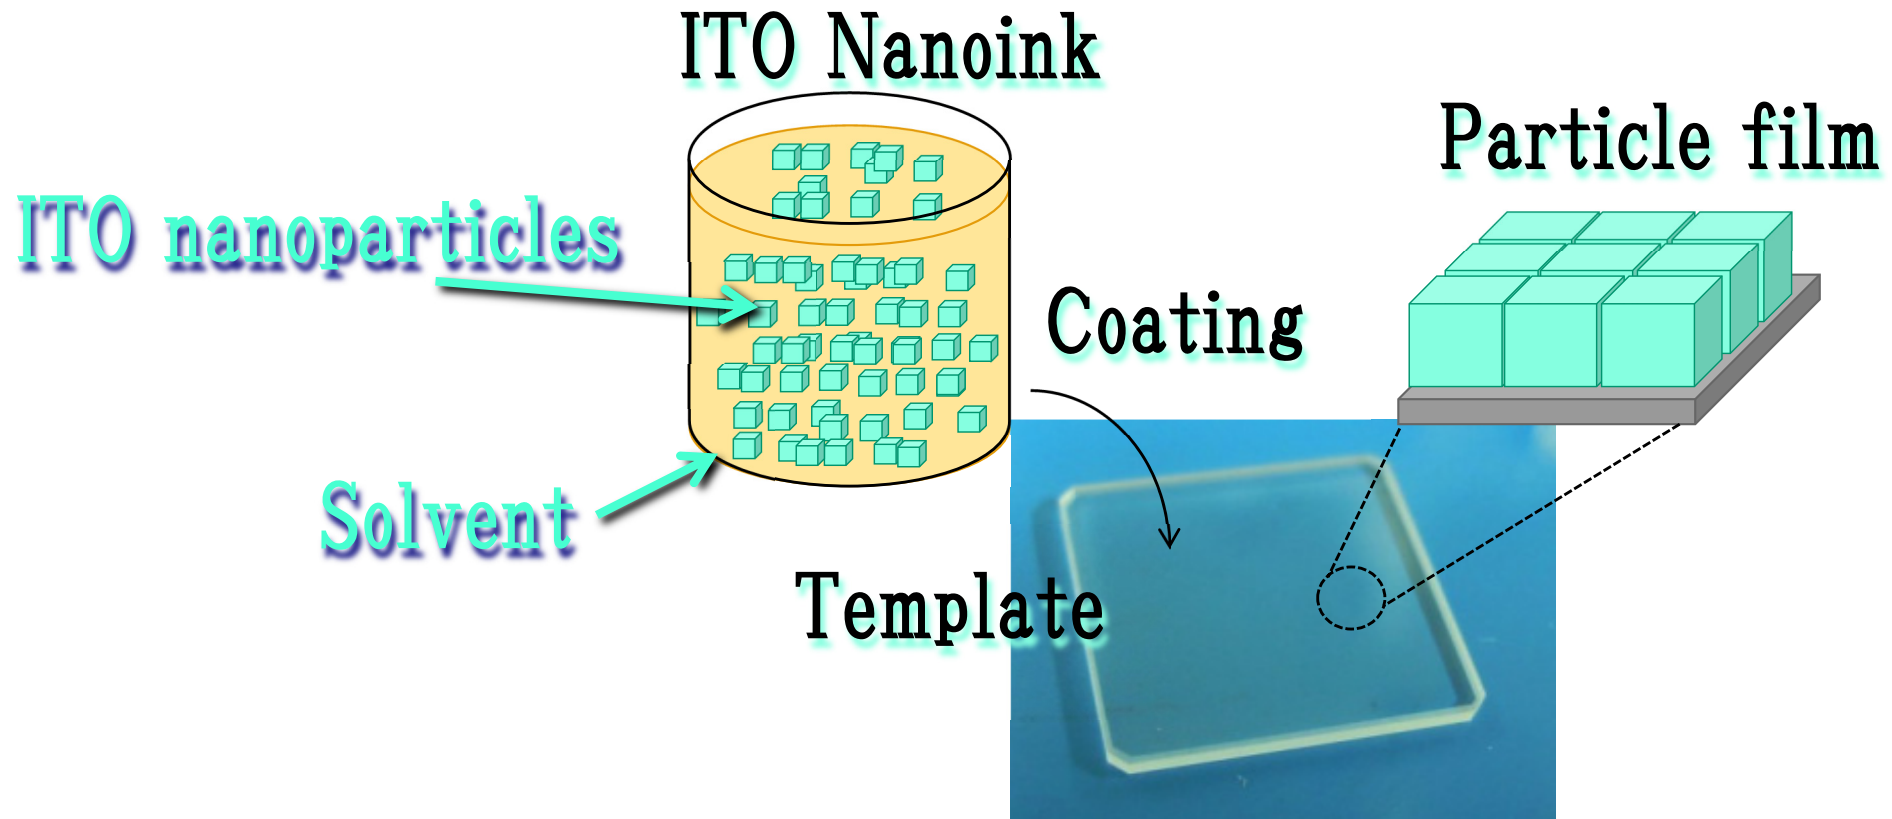 ITO Nanoink
Particle film
ITO nanoparticles
Coating
Solvent
Template